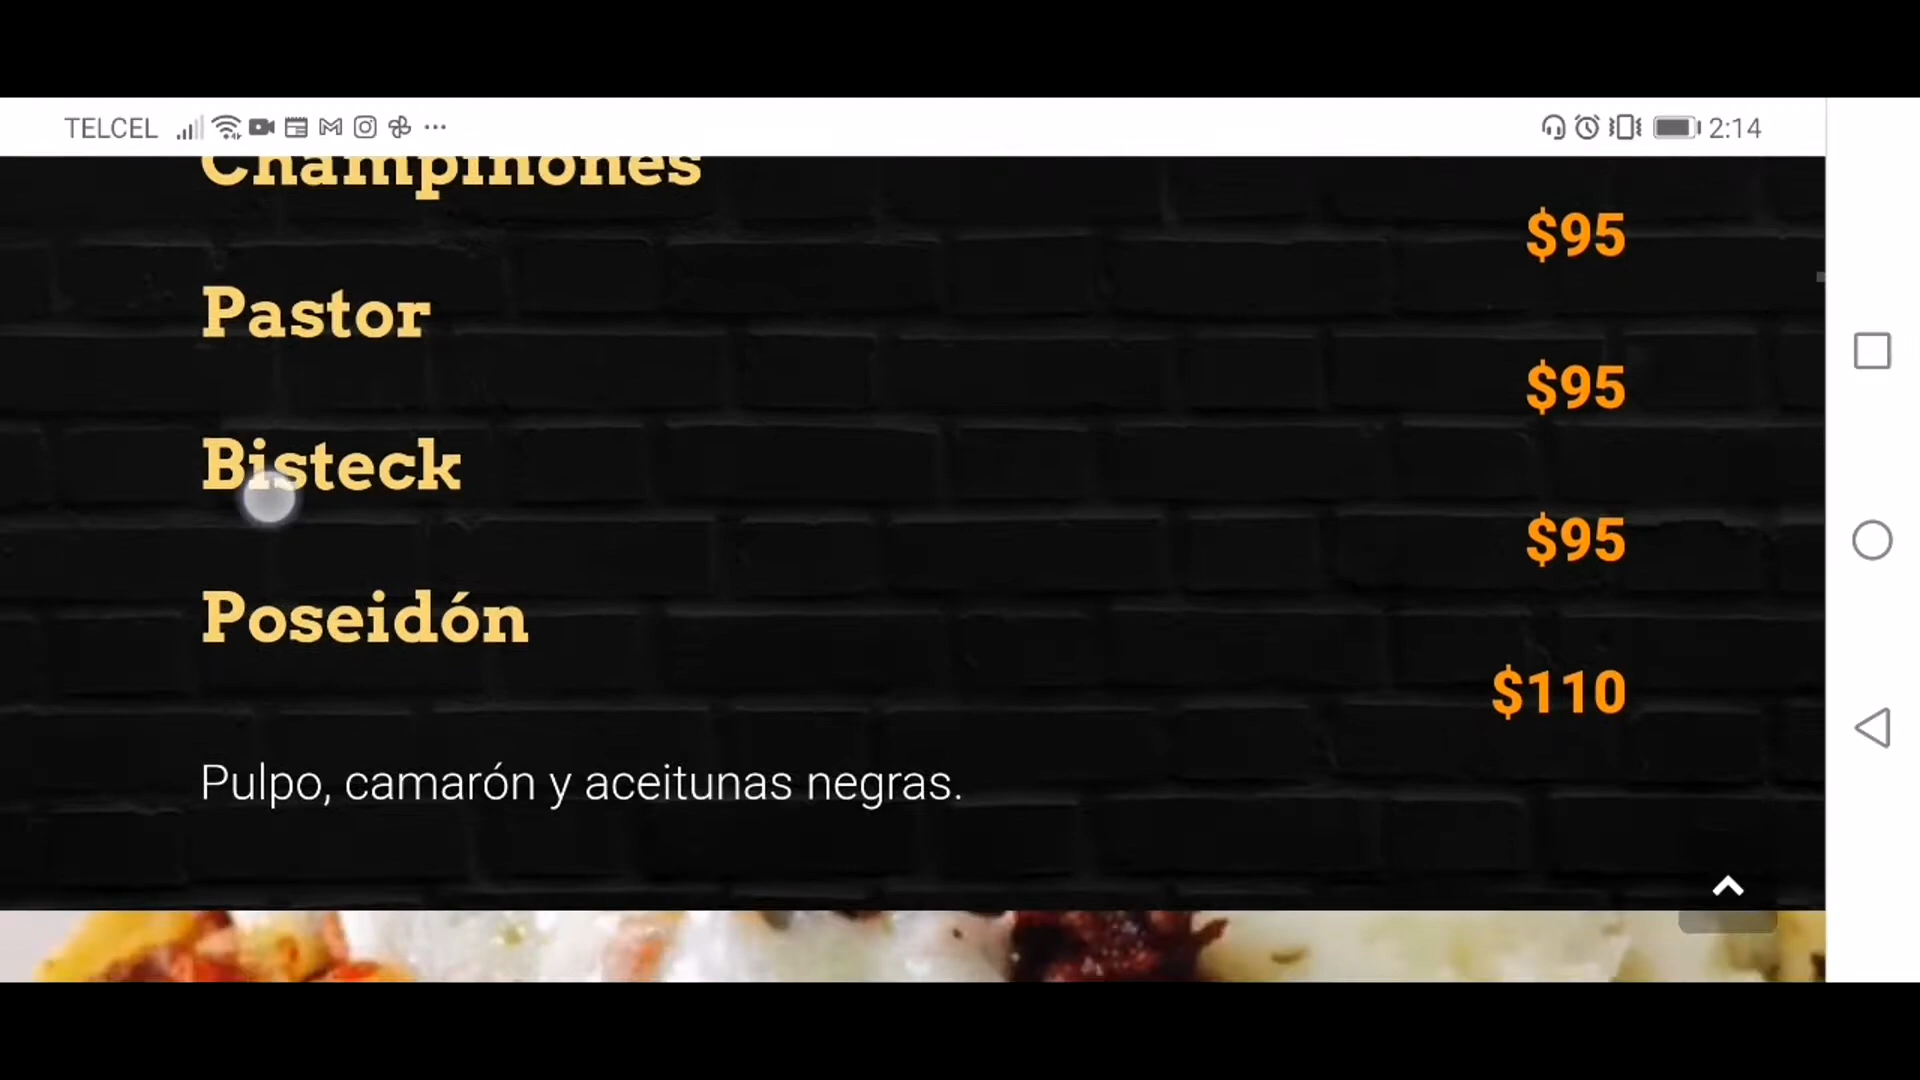 TELCEL 2:14
Champiñones
$95
Pastor
$95
Bisteck
$95
Poseidón
$110
Pulpo, camarón y aceitunas negras.